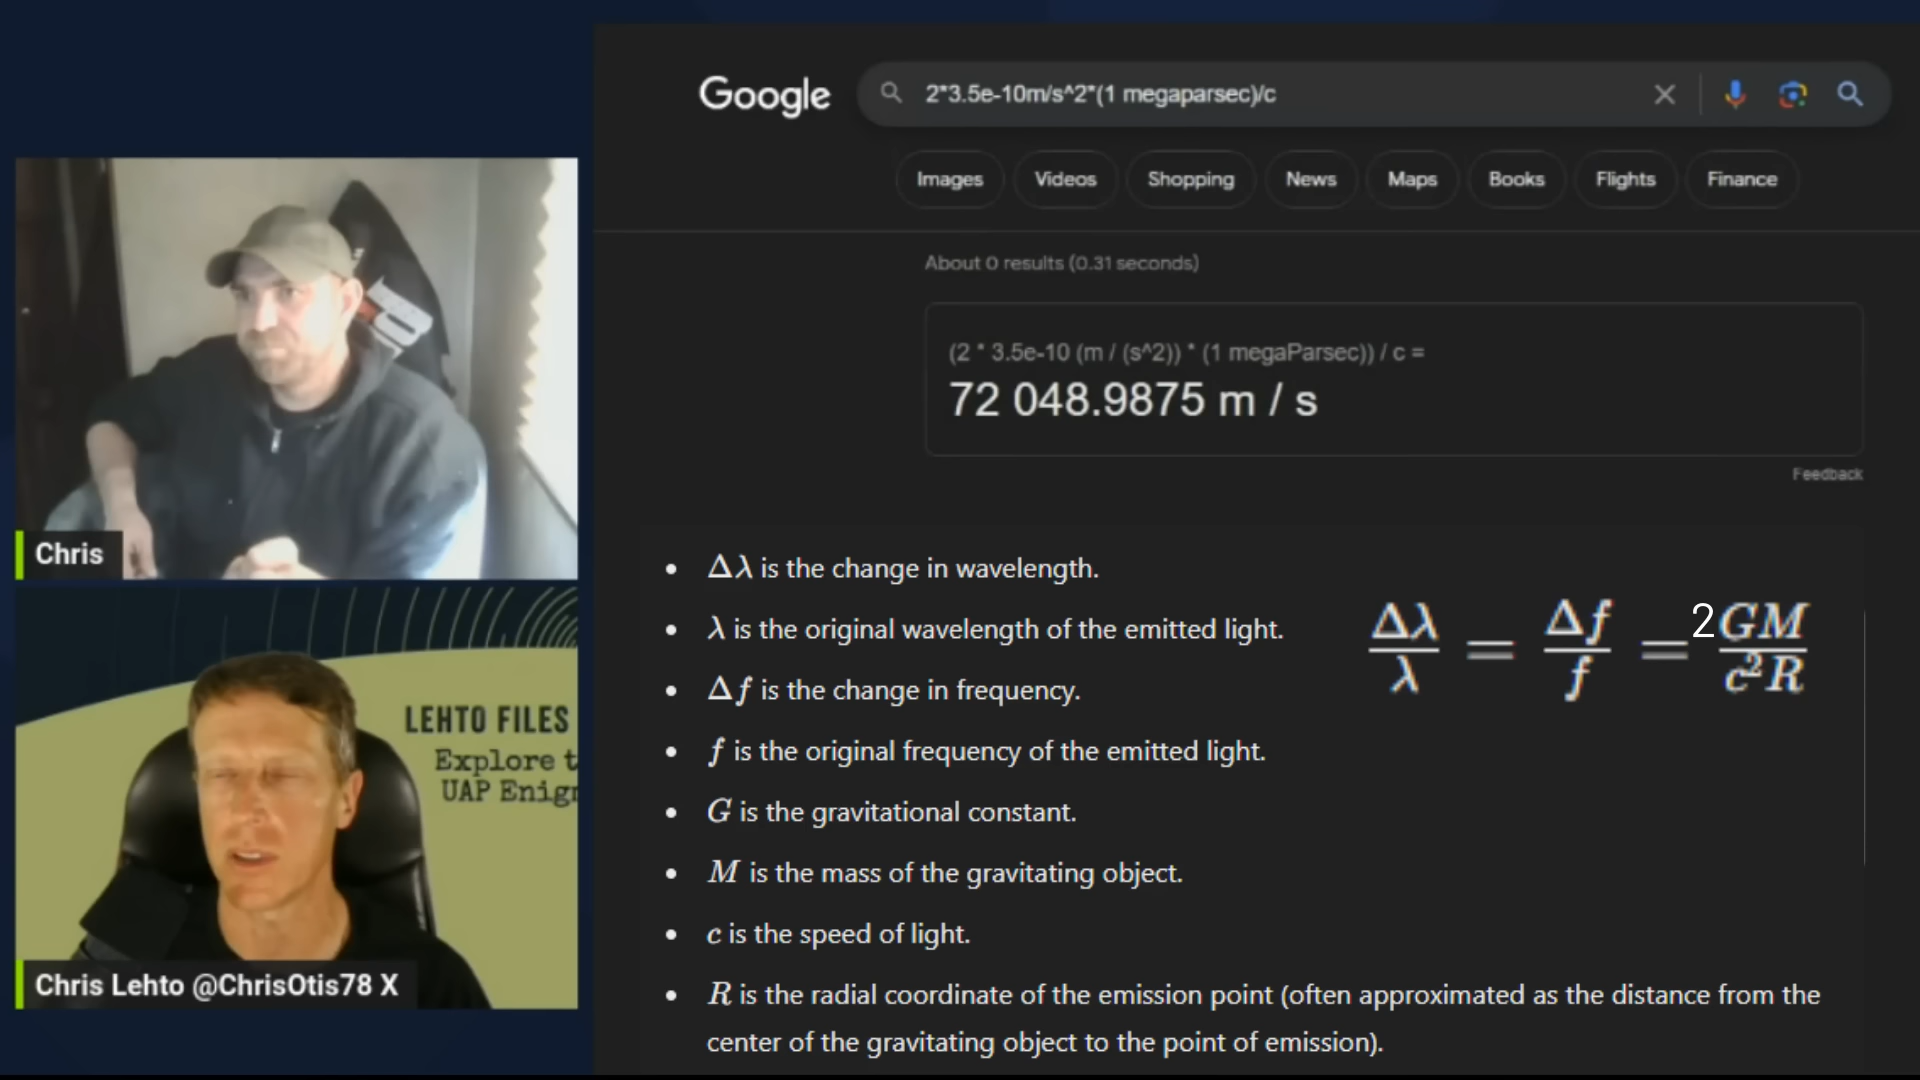 Google
2*3.5e-10m/s^2*(1 megaparsec)/c
Images Videos Shopping News Maps Books Flights Finance
About 0 results (0.31 seconds)
(2 * 3.5e-10 (m / (s^2)) * (1 megaParsec)) / c =
72 048.9875 m / s
Feedback
Chris
LEHTO FILES
Explore t
UAP Enig
Chris Lehto @ChrisOtis78 X
• Δλ is the change in wavelength.
• λ is the original wavelength of the emitted light.
Δλ/λ = Δf/f = 2 GM/c²R
• Δf is the change in frequency.
• f is the original frequency of the emitted light.
• G is the gravitational constant.
• M is the mass of the gravitating object.
• c is the speed of light.
• R is the radial coordinate of the emission point (often approximated as the distance from the
center of the gravitating object to the point of emission).